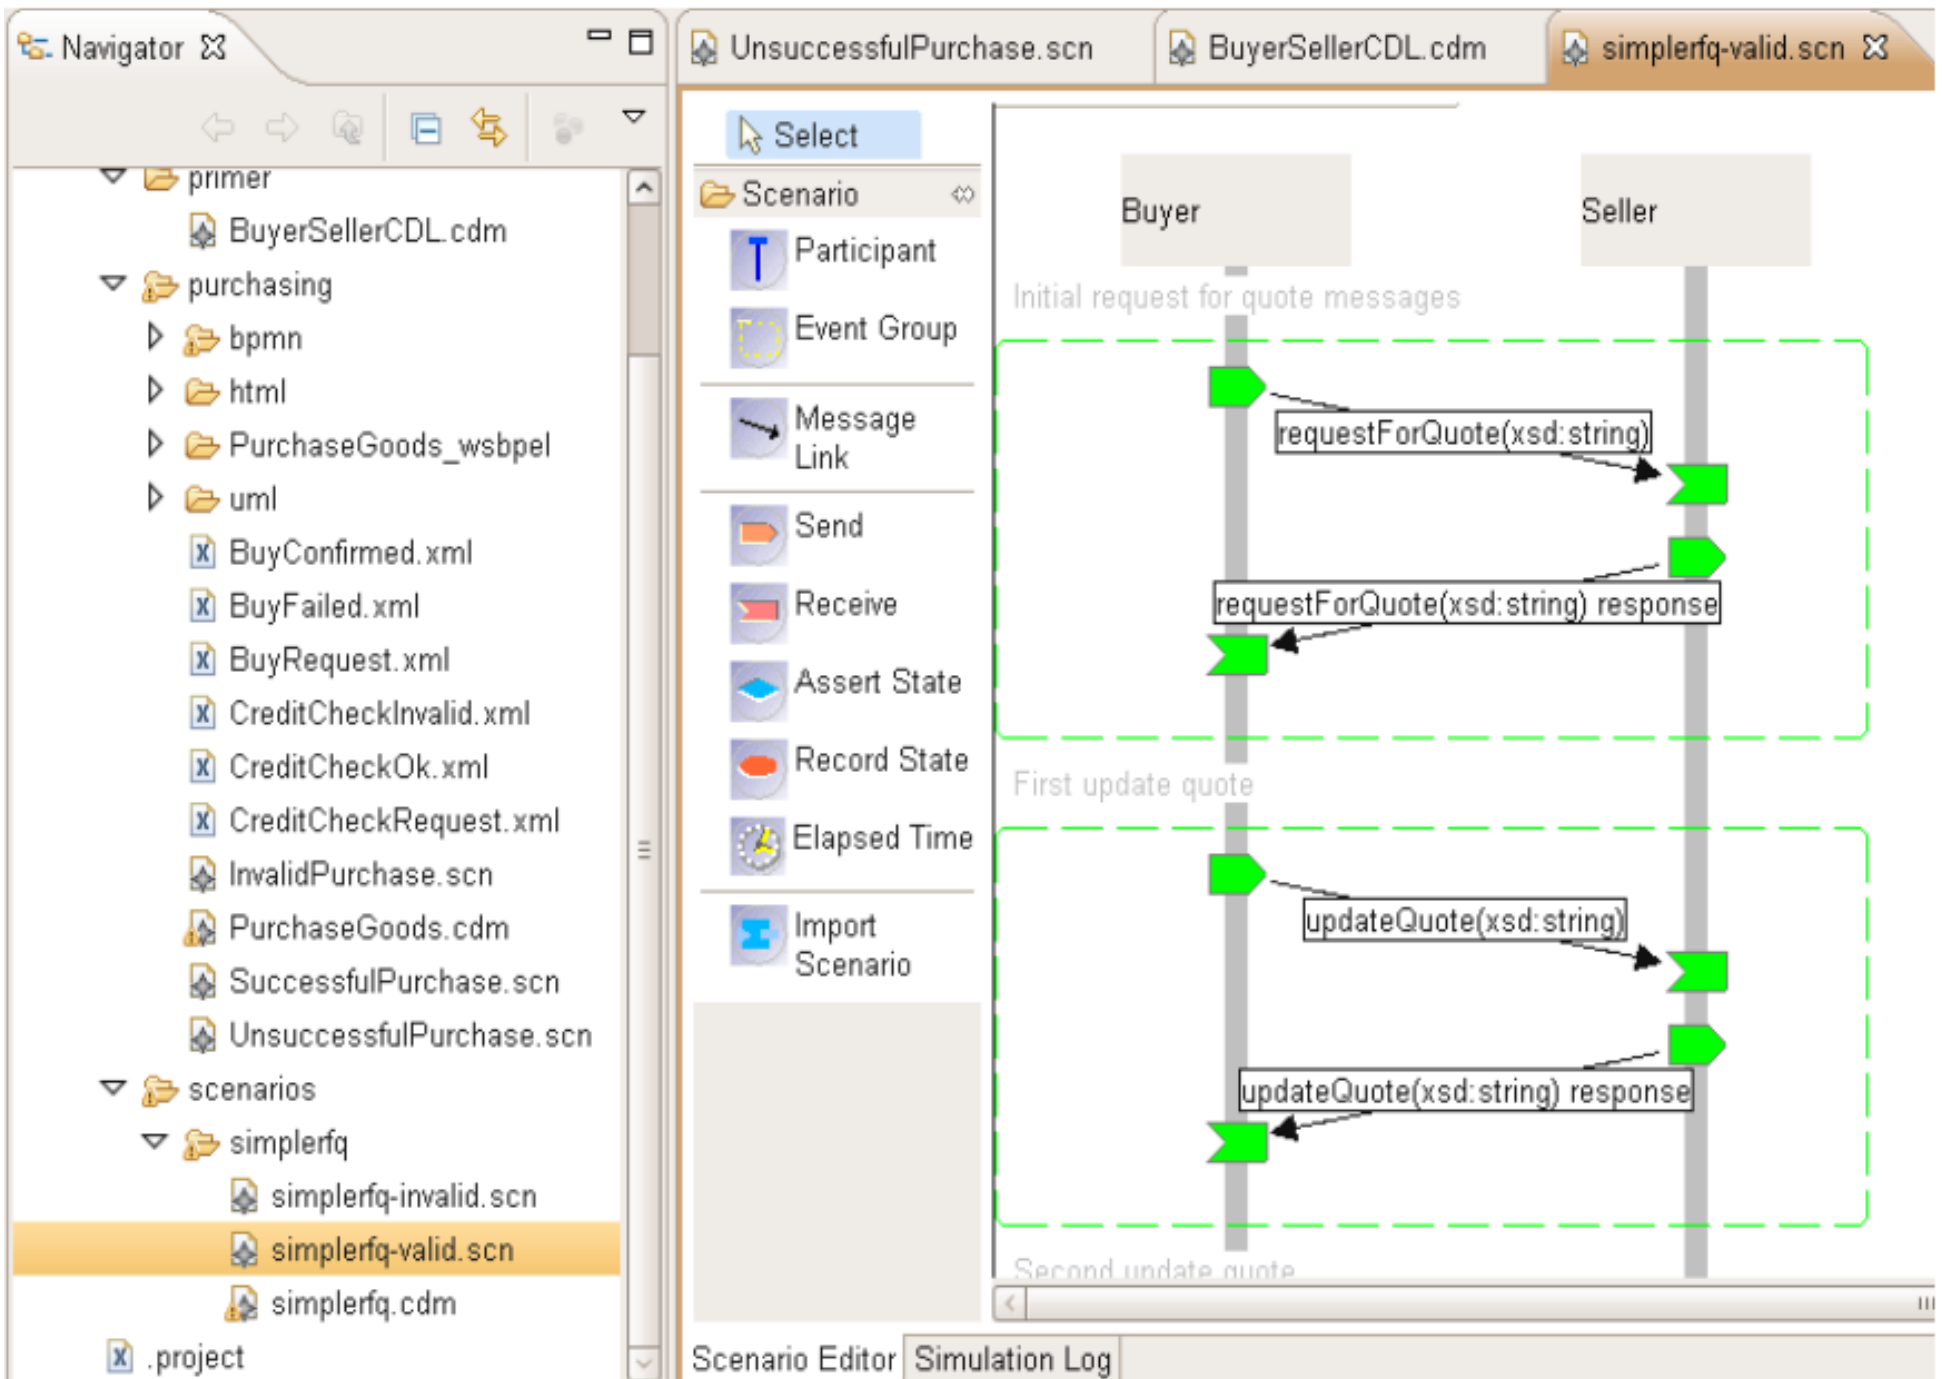 Navigator
UnsuccessfulPurchase.scn
BuyerSellerCDL.cdm
simplerfq-valid.scn
primer
BuyerSellerCDL.cdm
purchasing
bpmn
html
PurchaseGoods_wsbpel
uml
BuyConfirmed.xml
BuyFailed.xml
BuyRequest.xml
CreditCheckInvalid.xml
CreditCheckOk.xml
CreditCheckRequest.xml
InvalidPurchase.scn
PurchaseGoods.cdm
SuccessfulPurchase.scn
UnsuccessfulPurchase.scn
scenarios
simplerfq
simplerfq-invalid.scn
simplerfq-valid.scn
simplerfq.cdm
.project
Select
Scenario
Participant
Event Group
Message
Link
Send
Receive
Assert State
Record State
Elapsed Time
Import
Scenario
Buyer
Seller
Initial request for quote messages
requestForQuote(xsd:string)
requestForQuote(xsd:string) response
First update quote
updateQuote(xsd:string)
updateQuote(xsd:string) response
Second update quote
Scenario Editor
Simulation Log